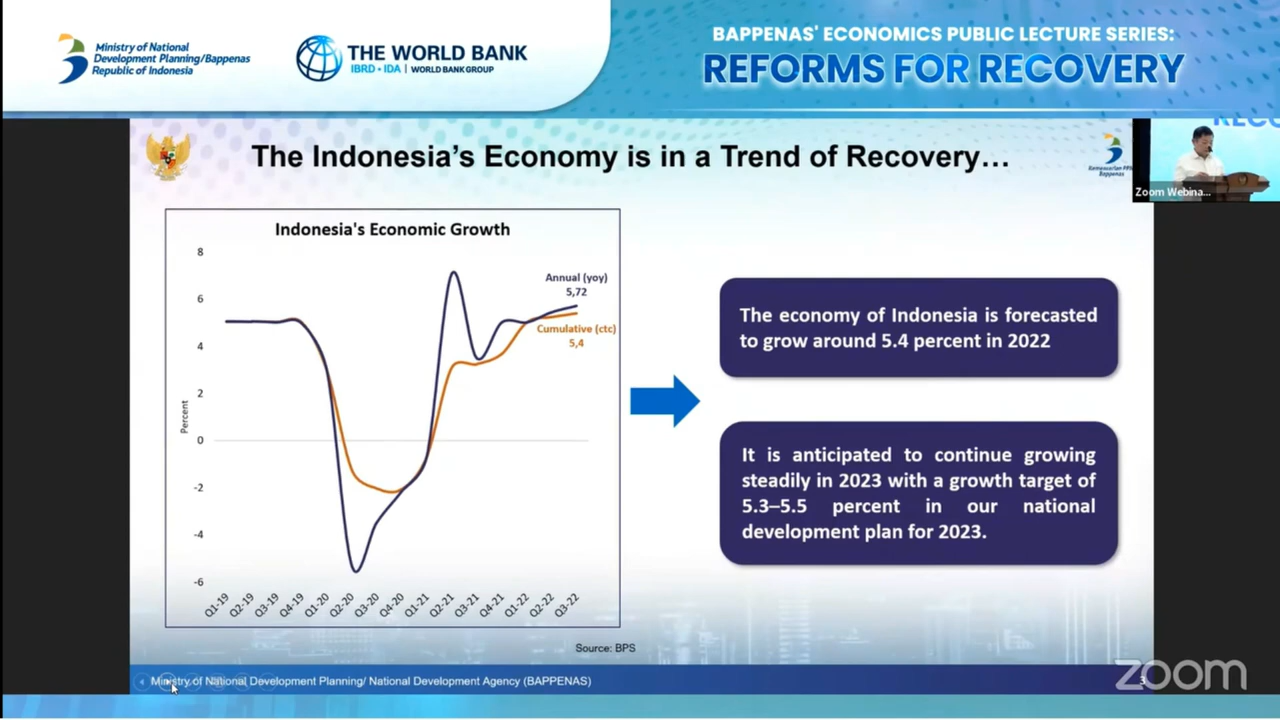 Ministry of National
Development Planning/Bappenas
Republic of Indonesia
THE WORLD BANK
IBRD • IDA | WORLD BANK GROUP
BAPPENAS' ECONOMICS PUBLIC LECTURE SERIES:
REFORMS FOR RECOVERY
The Indonesia's Economy is in a Trend of Recovery...
Bappenas
Zoom Webina...
Indonesia's Economic Growth
8
6
4
2
0
-2
-4
-6
Percent
Annual (yoy)
5,72
Cumulative (ctc)
5,4
Q1-19
Q2-19
Q3-19
Q4-19
Q1-20
Q2-20
Q3-20
Q4-20
Q1-21
Q2-21
Q3-21
Q4-21
Q1-22
Q2-22
Q3-22
The economy of Indonesia is forecasted
to grow around 5.4 percent in 2022
It is anticipated to continue growing
steadily in 2023 with a growth target of
5.3–5.5 percent in our national
development plan for 2023.
Source: BPS
Ministry of National Development Planning/ National Development Agency (BAPPENAS)
3
zoom